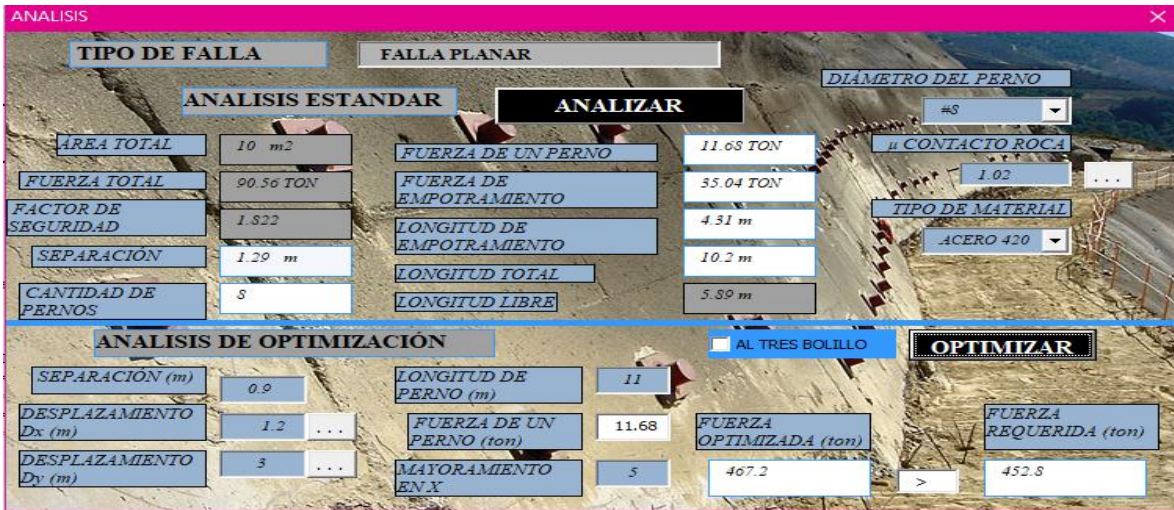 ANALISIS
TIPO DE FALLA
FALLA PLANAR
DIÁMETRO DEL PERNO
#8
ANALISIS ESTANDAR
ANALIZAR
ÁREA TOTAL
10 m2
FUERZA DE UN PERNO
11.68 TON
µ CONTACTO ROCA
1.02
...
FUERZA TOTAL
90.56 TON
FUERZA DE
EMPOTRAMIENTO
35.04 TON
TIPO DE MATERIAL
ACERO 420
FACTOR DE
SEGURIDAD
1.822
LONGITUD DE
EMPOTRAMIENTO
4.31 m
SEPARACIÓN
1.29 m
LONGITUD TOTAL
10.2 m
CANTIDAD DE
PERNOS
8
LONGITUD LIBRE
5.89 m
ANALISIS DE OPTIMIZACIÓN
AL TRES BOLILLO
OPTIMIZAR
SEPARACIÓN (m)
0.9
LONGITUD DE
PERNO (m)
11
DESPLAZAMIENTO
Dx (m)
1.2
...
FUERZA DE UN
PERNO (ton)
11.68
FUERZA
OPTIMIZADA (ton)
FUERZA
REQUERIDA (ton)
DESPLAZAMIENTO
Dy (m)
3
...
MAYORAMIENTO
EN X
5
467.2
>
452.8